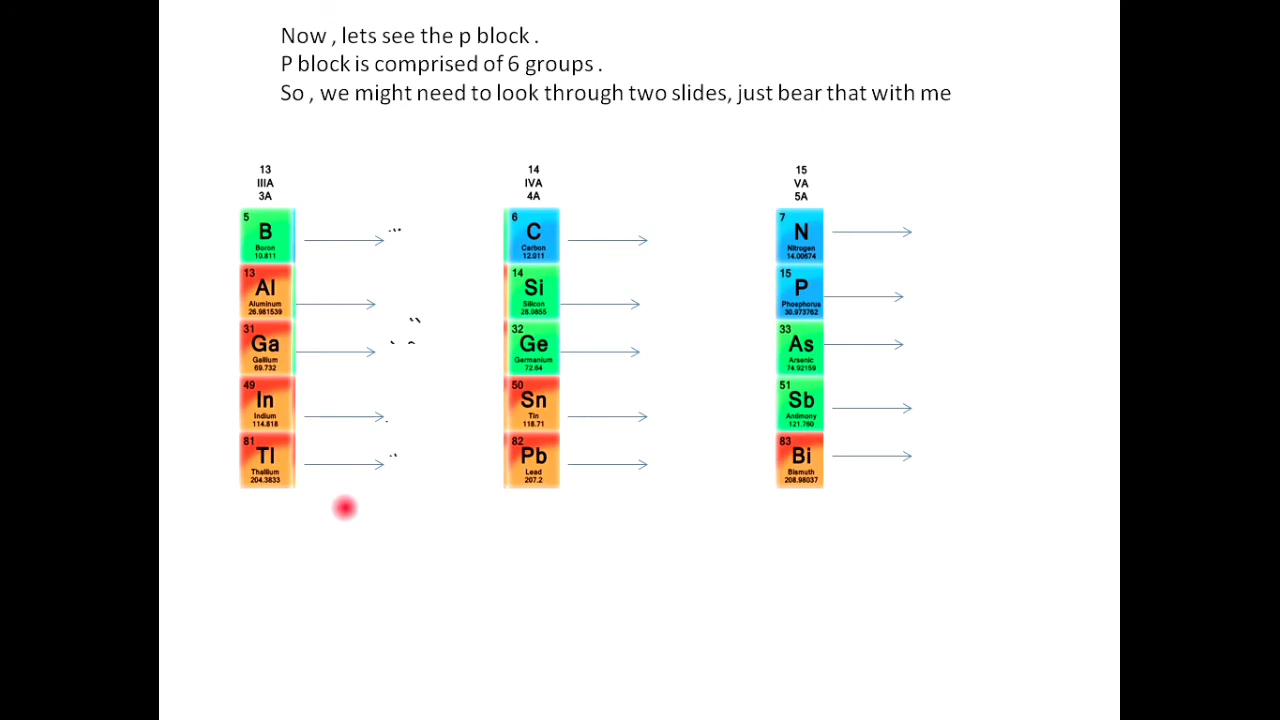 Now , lets see the p block .
P block is comprised of 6 groups .
So , we might need to look through two slides, just bear that with me
13
IIIA
3A
5
B
Boron
10.811
13
Al
Aluminum
26.981539
31
Ga
Gallium
69.732
49
In
Indium
114.818
81
Tl
Thallium
204.3833
14
IVA
4A
6
C
Carbon
12.011
14
Si
Silicon
28.0855
32
Ge
Germanium
72.64
50
Sn
Tin
118.71
82
Pb
Lead
207.2
15
VA
5A
7
N
Nitrogen
14.00674
15
P
Phosphorus
30.973762
33
As
Arsenic
74.92159
51
Sb
Antimony
121.760
83
Bi
Bismuth
208.98037